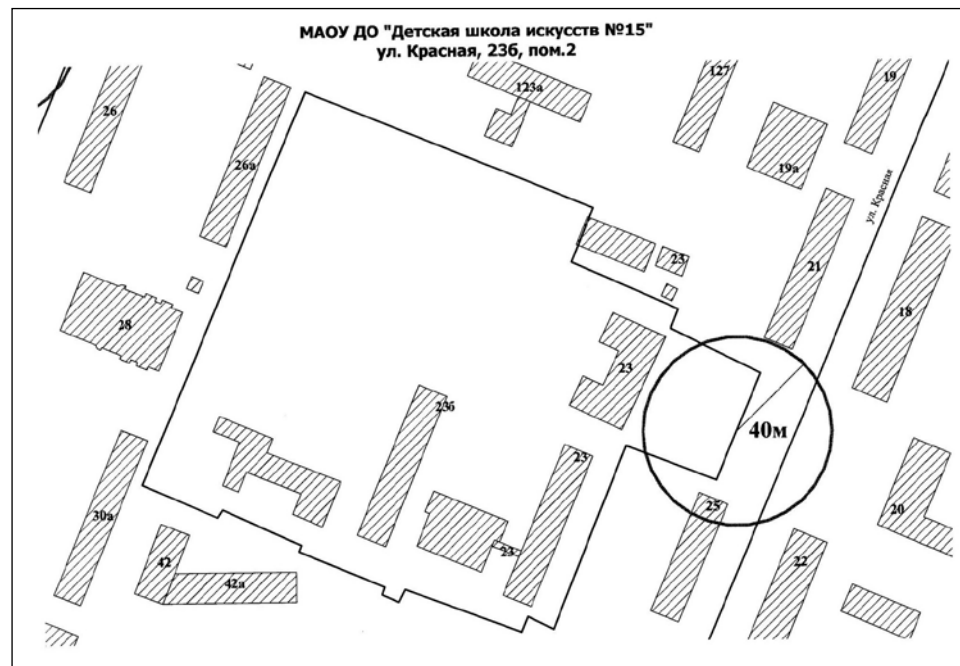 МАОУ ДО "Детская школа искусств №15"
ул. Красная, 23б, пом.2
26
26а
123а
127
19
19а
ул. Красная
21
23
18
28
23
23б
40м
23
25
20
30а
42
42а
23
22